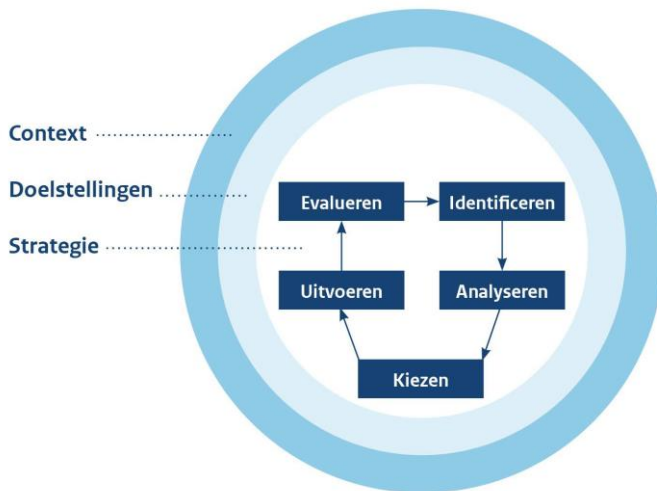 Context
Doelstellingen
Evalueren
Identificeren
Strategie
Uitvoeren
Analyseren
Kiezen